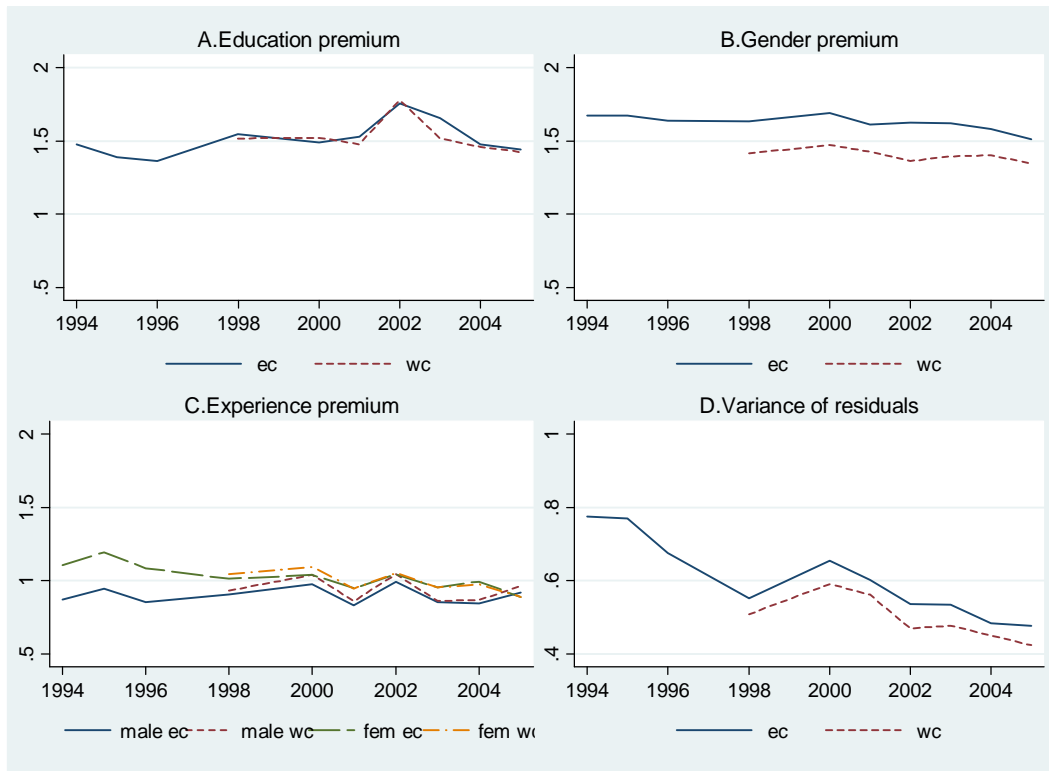 A.Education premium
2
1.5
1
.5
1994 1996 1998 2000 2002 2004
ec wc
B.Gender premium
2
1.5
1
.5
1994 1996 1998 2000 2002 2004
ec wc
C.Experience premium
2
1.5
1
.5
1994 1996 1998 2000 2002 2004
male ec male wc fem ec fem wc
D.Variance of residuals
1
.8
.6
.4
1994 1996 1998 2000 2002 2004
ec wc